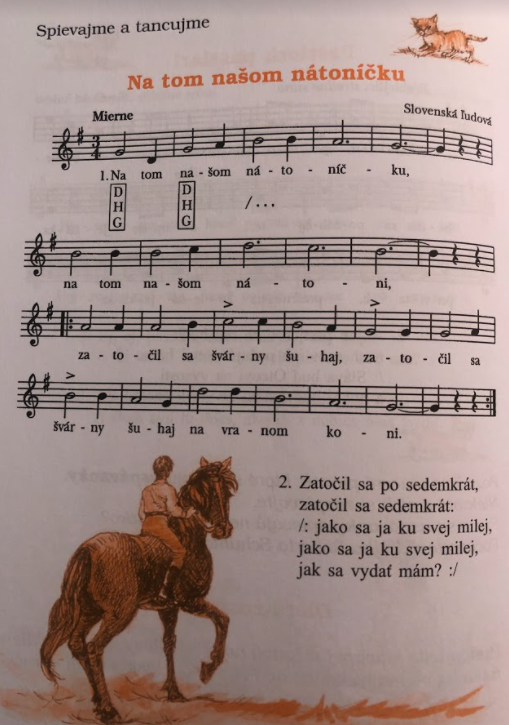 Spievajme a tancujme
Na tom našom nátoníčku
Mierne
Slovenská ľudová
3
4
1. Na tom na - šom ná - to - níč - ku,
D D
H H / . . .
G G
na tom na - šom ná - to - ni,
za - to - čil sa švár - ny šu - haj, za - to - čil sa
švár - ny šu - haj na vra - nom ko - ni.
2. Zatočil sa po sedemkrát,
zatočil sa sedemkrát:
/: jako sa ja ku svej milej,
jako sa ja ku svej milej,
jak sa vydať mám? :/